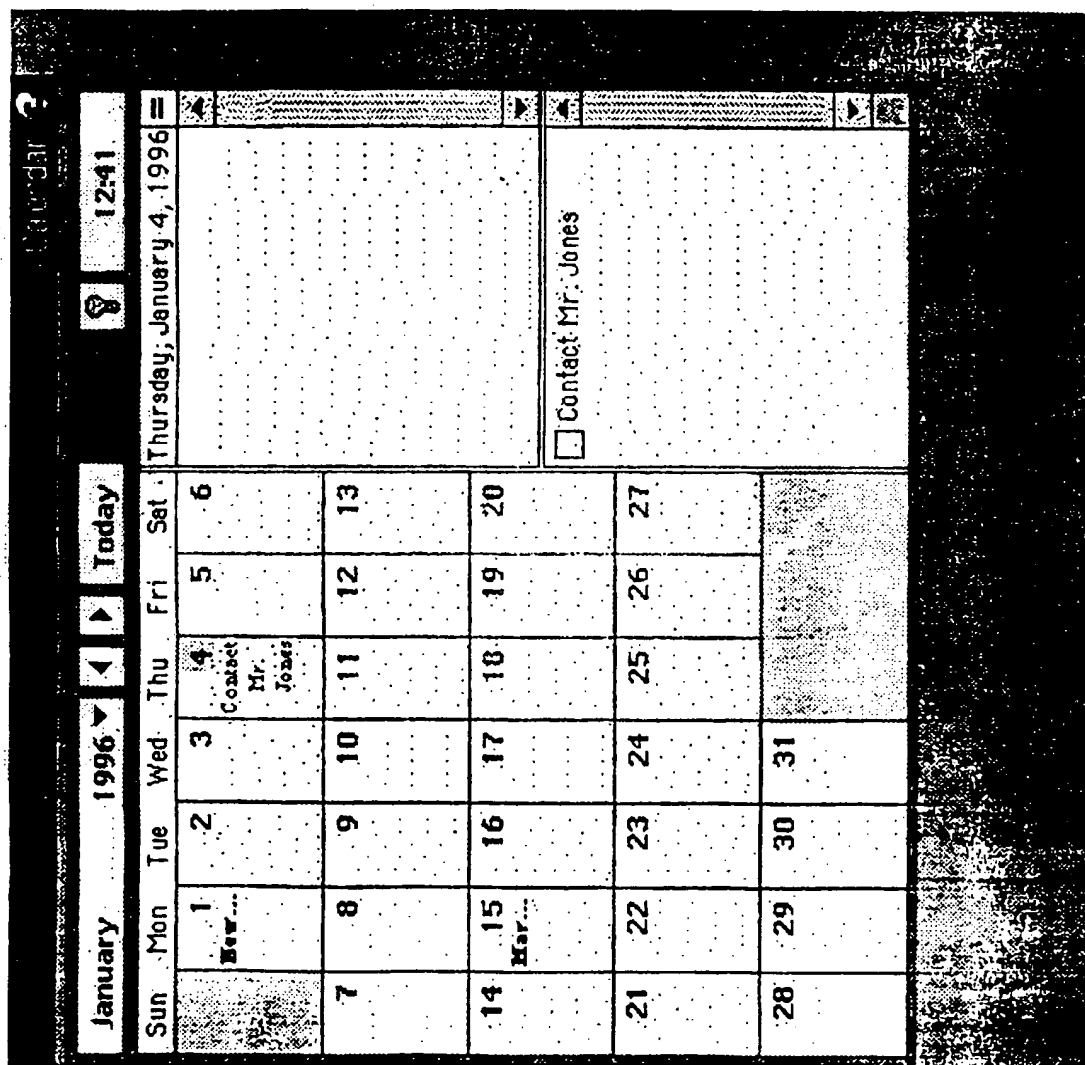 Calendar ?
January 1996 Today 12:41
Sun Mon Tue Wed Thu Fri Sat Thursday, January 4, 1996
1 2 3 4 5 6
New...
Contact
Mr.
Jones
7 8 9 10 11 12 13
14 15 16 17 18 19 20
Mar...
Contact Mr. Jones
21 22 23 24 25 26 27
28 29 30 31